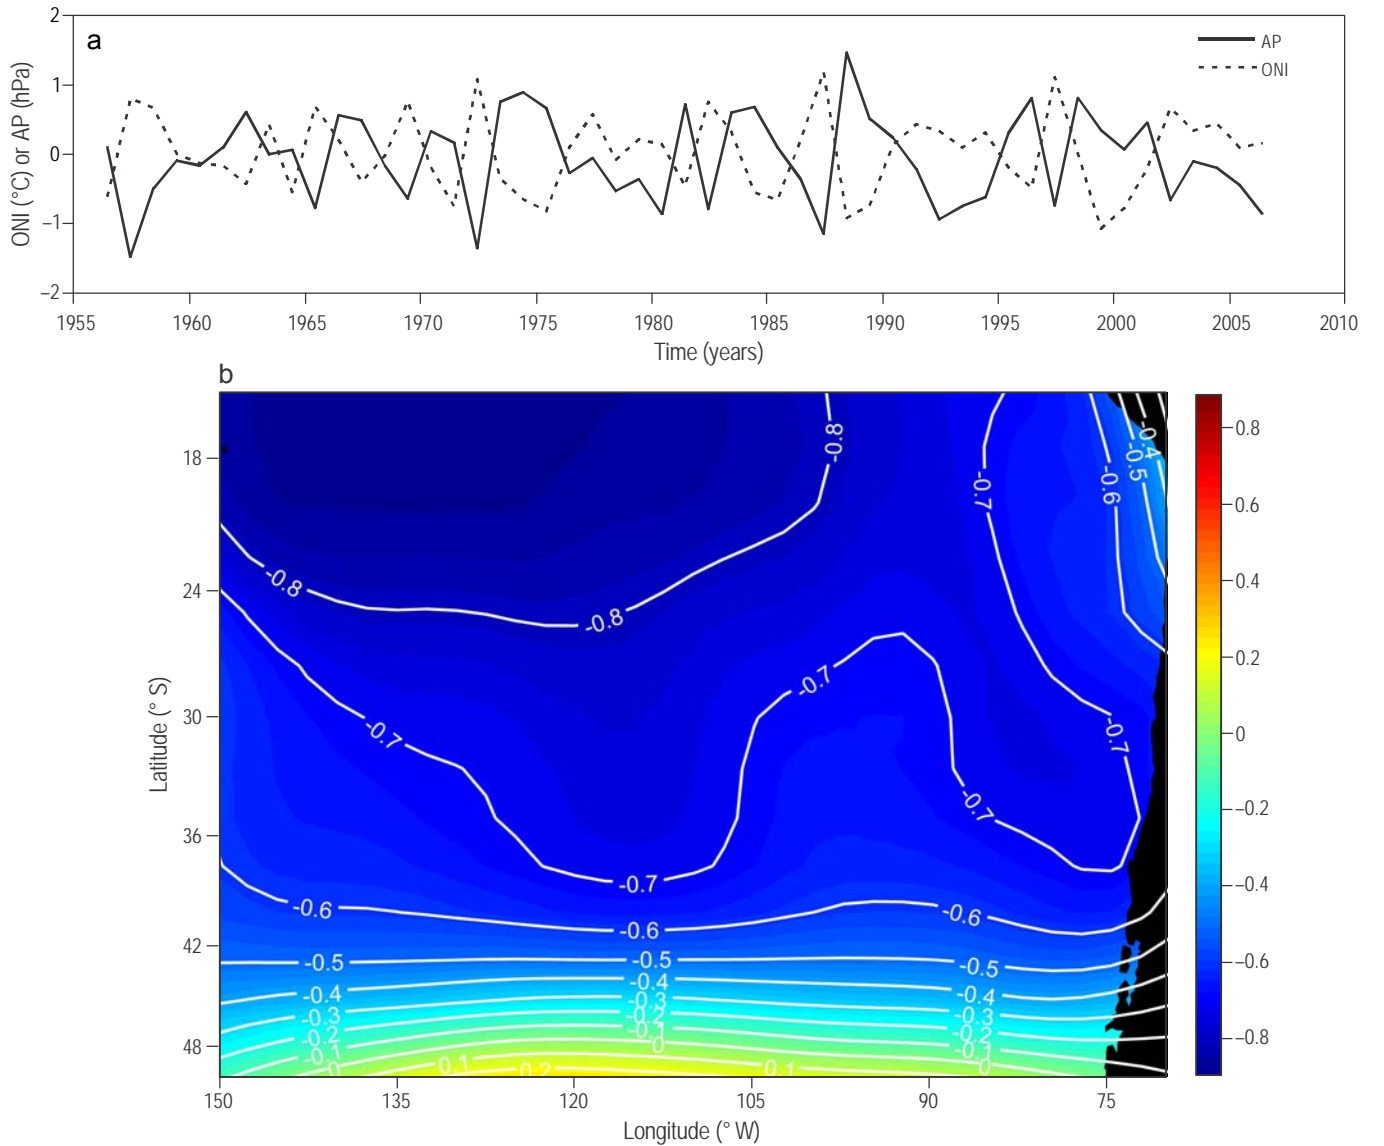 a
AP
ONI
2
1
0
−1
−2
ONI (°C) or AP (hPa)
1955 1960 1965 1970 1975 1980 1985 1990 1995 2000 2005 2010
Time (years)
b
18
24
30
36
42
48
Latitude (° S)
-0.8 -0.7 -0.6 -0.5 -0.4
-0.8 -0.8
-0.7 -0.7 -0.7
-0.7 -0.7
-0.6 -0.6 -0.6
-0.5 -0.5 -0.5
-0.4 -0.4 -0.4
-0.3 -0.3 -0.3
-0.2 -0.2 -0.2
-0.1 -0.1 -0.1
0 0 0
0.1 0.2 0.1
150 135 120 105 90 75
Longitude (° W)
0.8
0.6
0.4
0.2
0
−0.2
−0.4
−0.6
−0.8